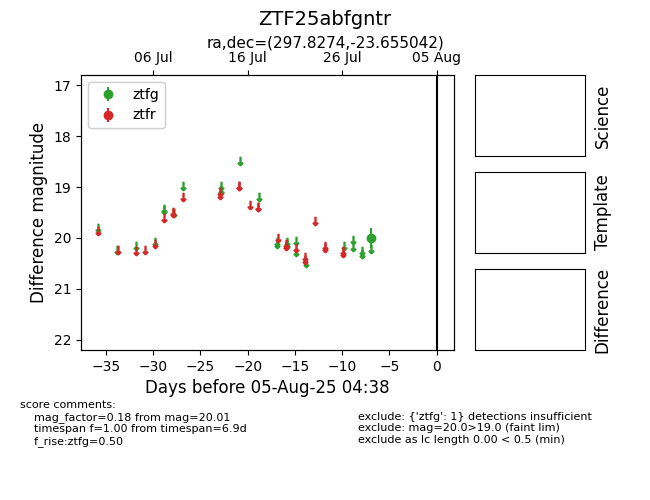 ZTF25abfgntr
ra,dec=(297.8274,-23.655042)
06 Jul
16 Jul
26 Jul
05 Aug
ztfg
ztfr
17
18
19
20
21
22
Difference magnitude
−35
−30
−25
−20
−15
−10
−5
0
Days before 05-Aug-25 04:38
Science
Template
Difference
score comments:
mag_factor=0.18 from mag=20.01
timespan f=1.00 from timespan=6.9d
f_rise:ztfg=0.50
exclude: {'ztfg': 1} detections insufficient
exclude: mag=20.0>19.0 (faint lim)
exclude as lc length 0.00 < 0.5 (min)